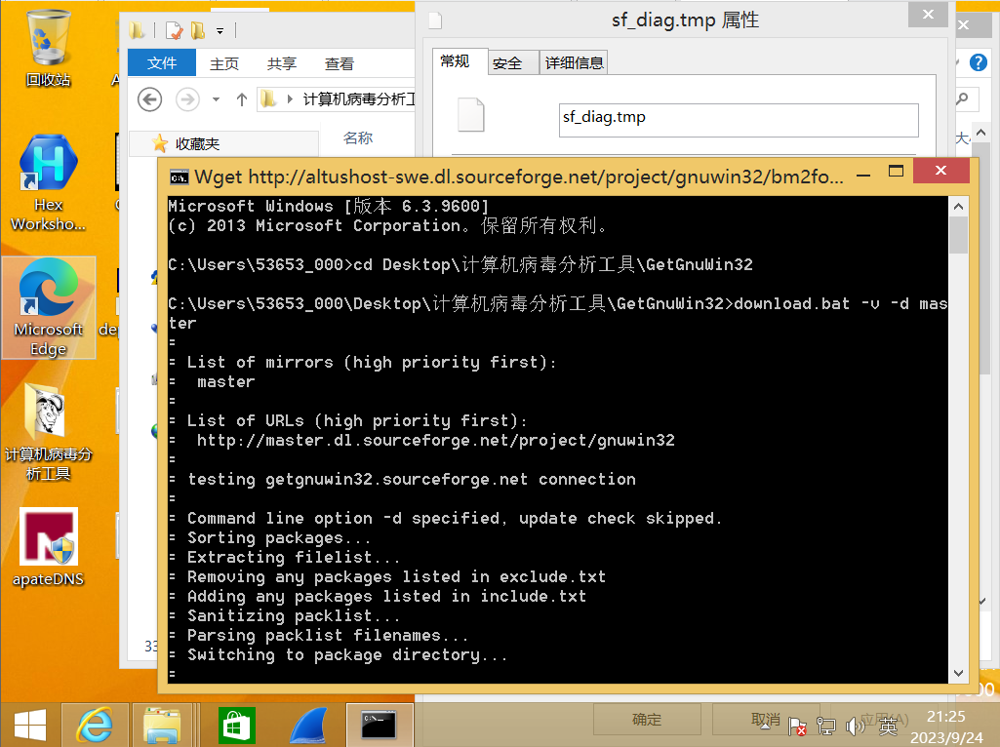 回收站
Hex
Worksho...
Microsoft
Edge
计算机病毒分
析工具
apateDNS
文件
主页
共享
查看
计算机病毒分析工
名称
收藏夹
33
sf_diag.tmp 属性
常规
安全
详细信息
sf_diag.tmp
Wget http://altushost-swe.dl.sourceforge.net/project/gnuwin32/bm2fo...
Microsoft Windows [版本 6.3.9600]
(c) 2013 Microsoft Corporation。保留所有权利。
C:\Users\53653_000>cd Desktop\计算机病毒分析工具\GetGnuWin32
C:\Users\53653_000\Desktop\计算机病毒分析工具\GetGnuWin32>download.bat -v -d mas
ter
=
= List of mirrors (high priority first):
=  master
=
= List of URLs (high priority first):
=  http://master.dl.sourceforge.net/project/gnuwin32
=
= testing getgnuwin32.sourceforge.net connection
=
= Command line option -d specified, update check skipped.
= Sorting packages...
= Extracting filelist...
= Removing any packages listed in exclude.txt
= Adding any packages listed in include.txt
= Sanitizing packlist...
= Parsing packlist filenames...
= Switching to package directory...
=
确定
取消
应用(A)
英
21:25
2023/9/24